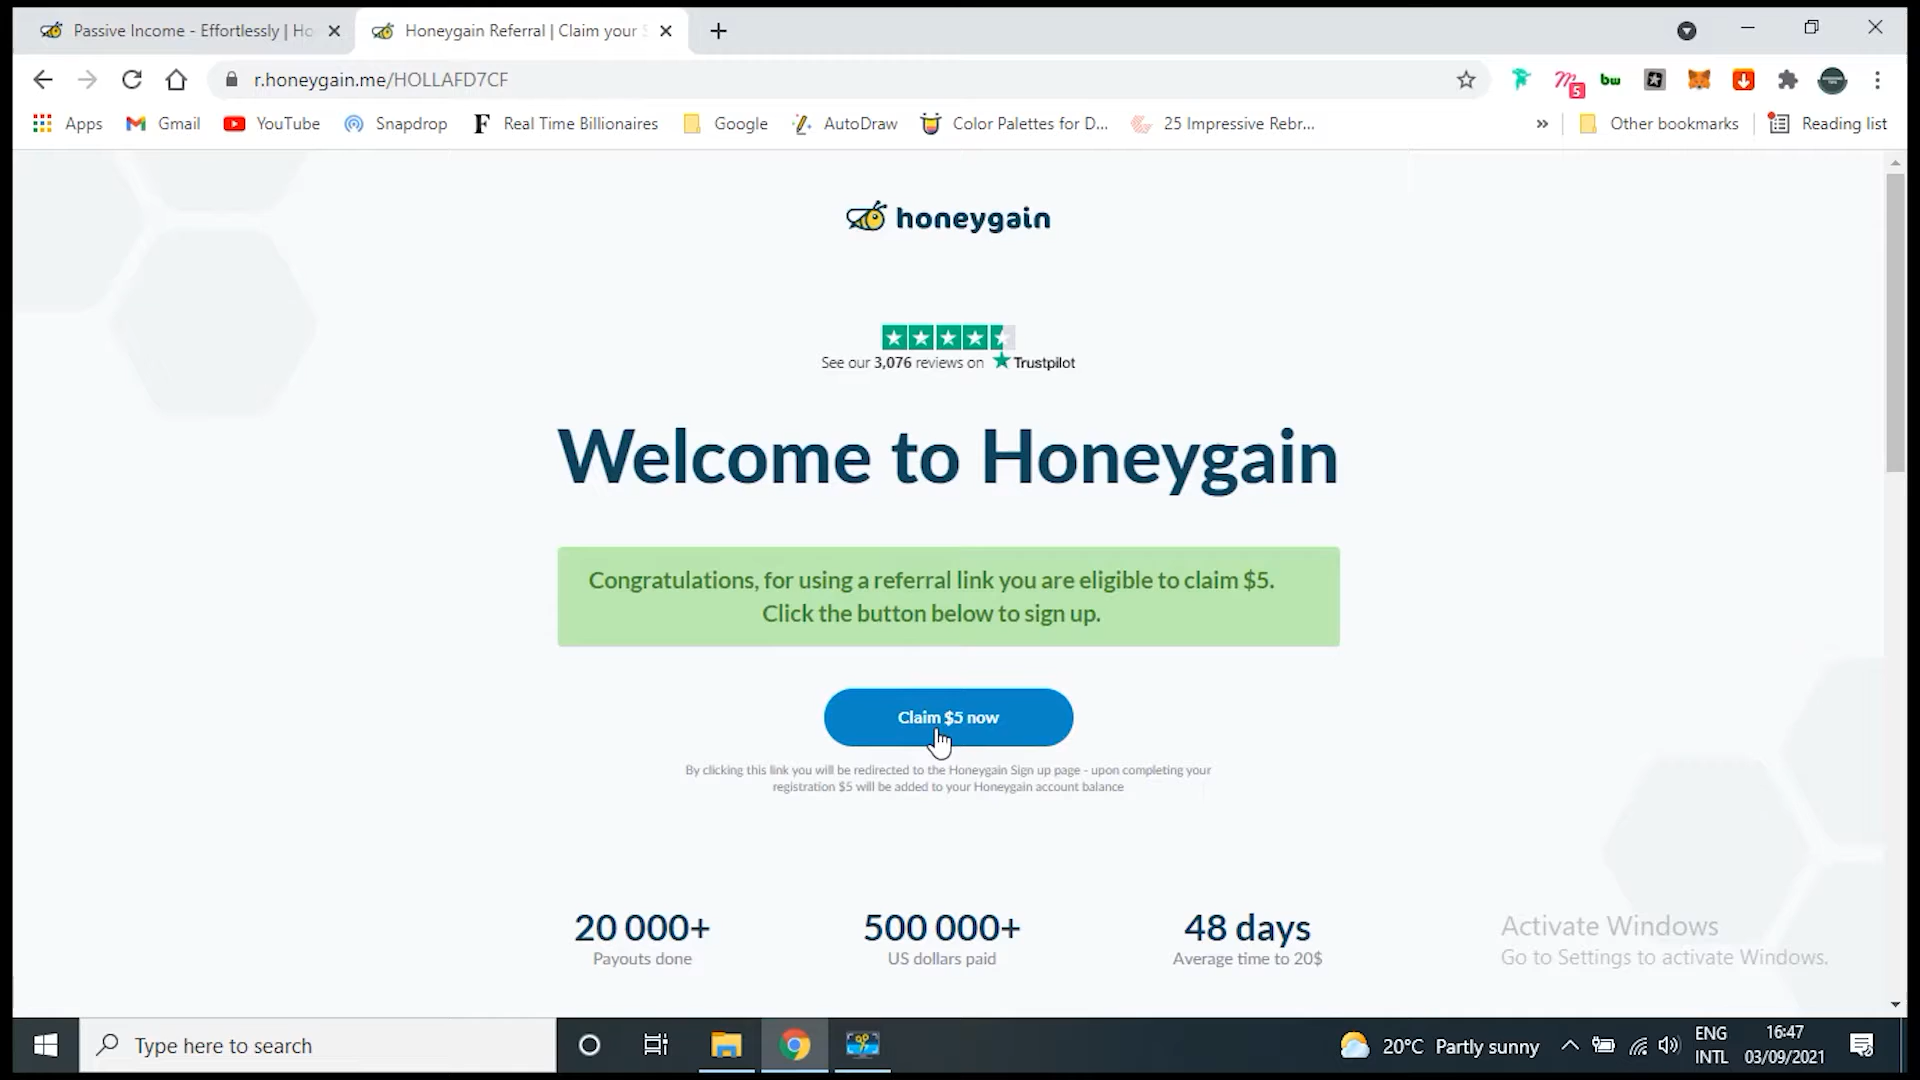 Passive Income - Effortlessly | Ho
Honeygain Referral | Claim your $
r.honeygain.me/HOLLAFD7CF
5
bw
Apps
Gmail
YouTube
Snapdrop
F
Real Time Billionaires
Google
AutoDraw
Color Palettes for D...
25 Impressive Rebr...
Other bookmarks
Reading list
honeygain
See our 3,076 reviews on Trustpilot
Welcome to Honeygain
Congratulations, for using a referral link you are eligible to claim $5.
Click the button below to sign up.
Claim $5 now
By clicking this link you will be redirected to the Honeygain Sign up page - upon completing your
registration $5 will be added to your Honeygain account balance
20 000+
Payouts done
500 000+
US dollars paid
48 days
Average time to 20$
Activate Windows
Go to Settings to activate Windows.
Type here to search
20°C Partly sunny
ENG
INTL
16:47
03/09/2021